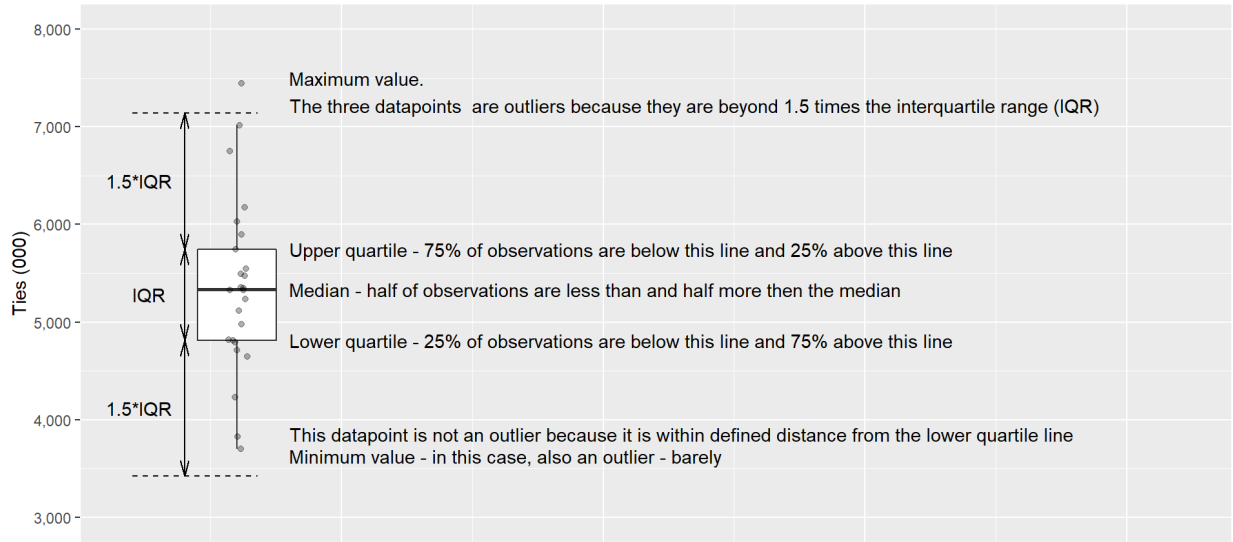 8,000
Maximum value.
The three datapoints  are outliers because they are beyond 1.5 times the interquartile range (IQR)
7,000
1.5*IQR
6,000
Upper quartile - 75% of observations are below this line and 25% above this line
Ties (000)
IQR
Median - half of observations are less than and half more then the median
5,000
Lower quartile - 25% of observations are below this line and 75% above this line
1.5*IQR
4,000
This datapoint is not an outlier because it is within defined distance from the lower quartile line
Minimum value - in this case, also an outlier - barely
3,000